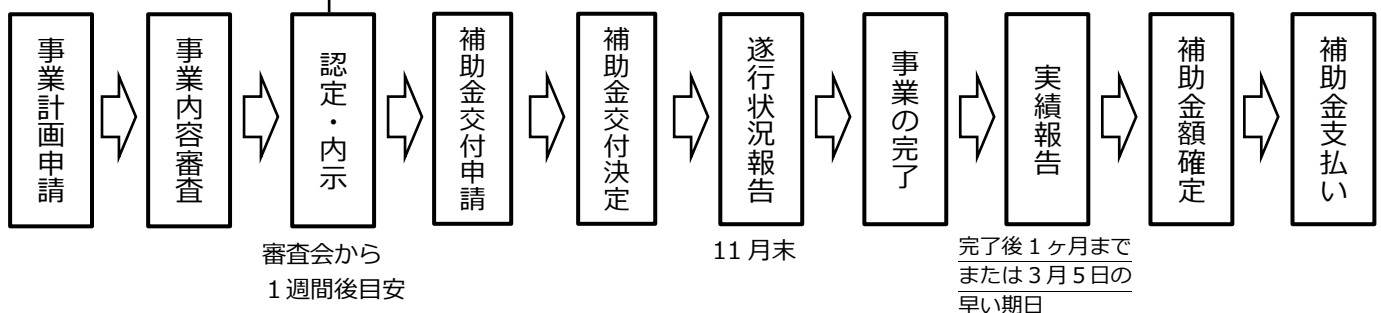 事業計画申請
事業内容審査
認定・内示
補助金交付申請
補助金交付決定
遂行状況報告
事業の完了
実績報告
補助金額確定
補助金支払い
審査会から
１週間後目安
11 月末
完了後１ヶ月まで
または３月５日の
早い期日